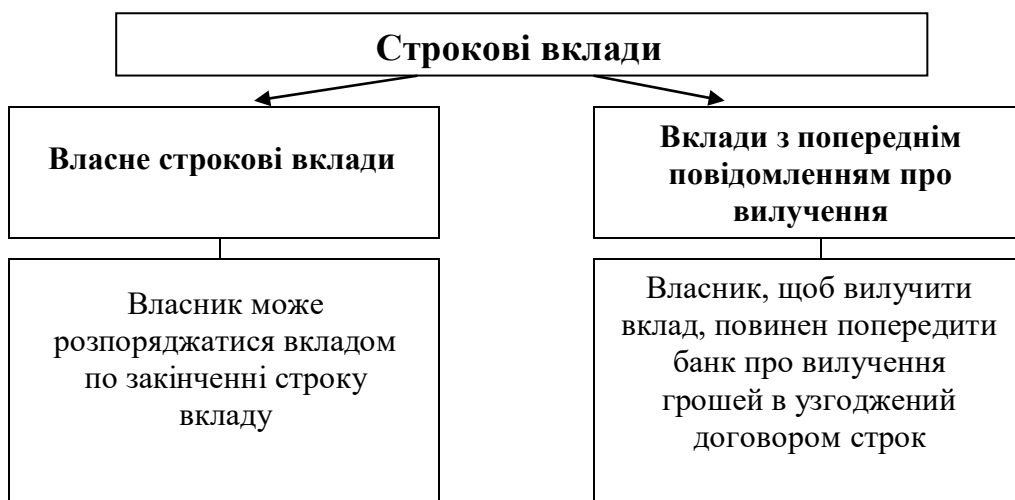 Строкові вклади
Власне строкові вклади
Вклади з попереднім
повідомленням про
вилучення
Власник може
розпоряджатися вкладом
по закінченні строку
вкладу
Власник, щоб вилучити
вклад, повинен попередити
банк про вилучення
грошей в узгоджений
договором строк